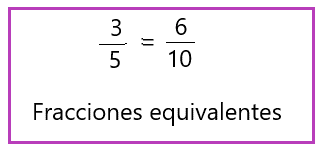 3/5 = 6/10
Fracciones equivalentes